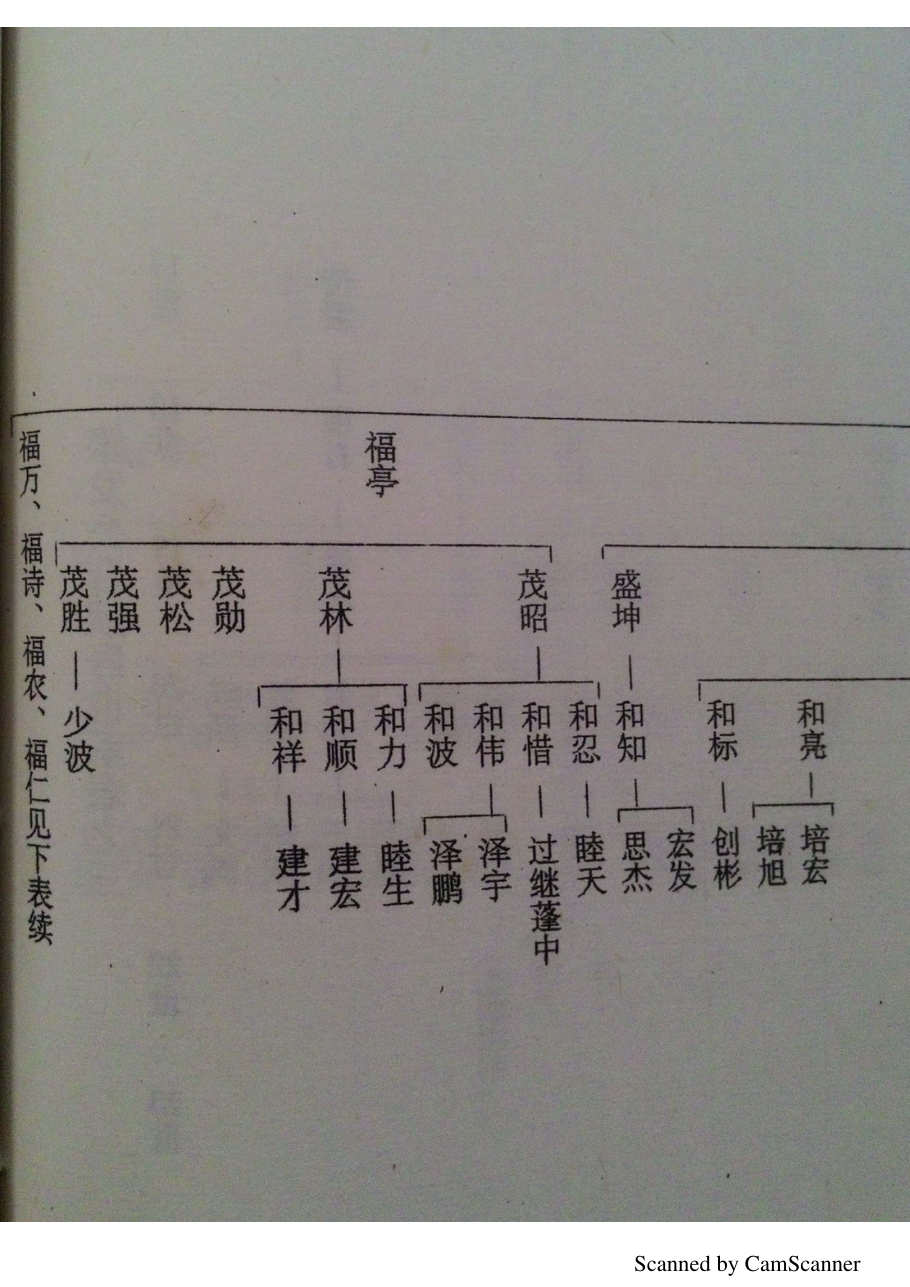 福亭
福万、福诗、福农、福仁见下表续
盛坤
茂昭
茂林
茂勋
茂松
茂强
茂胜
少波
和亮
和标
和知
和忍
和惜
和伟
和波
和力
和顺
和祥
培宏
培旭
创彬
宏发
思杰
睦天
过继蓬中
泽宇
泽鹏
睦生
建宏
建才
Scanned by CamScanner